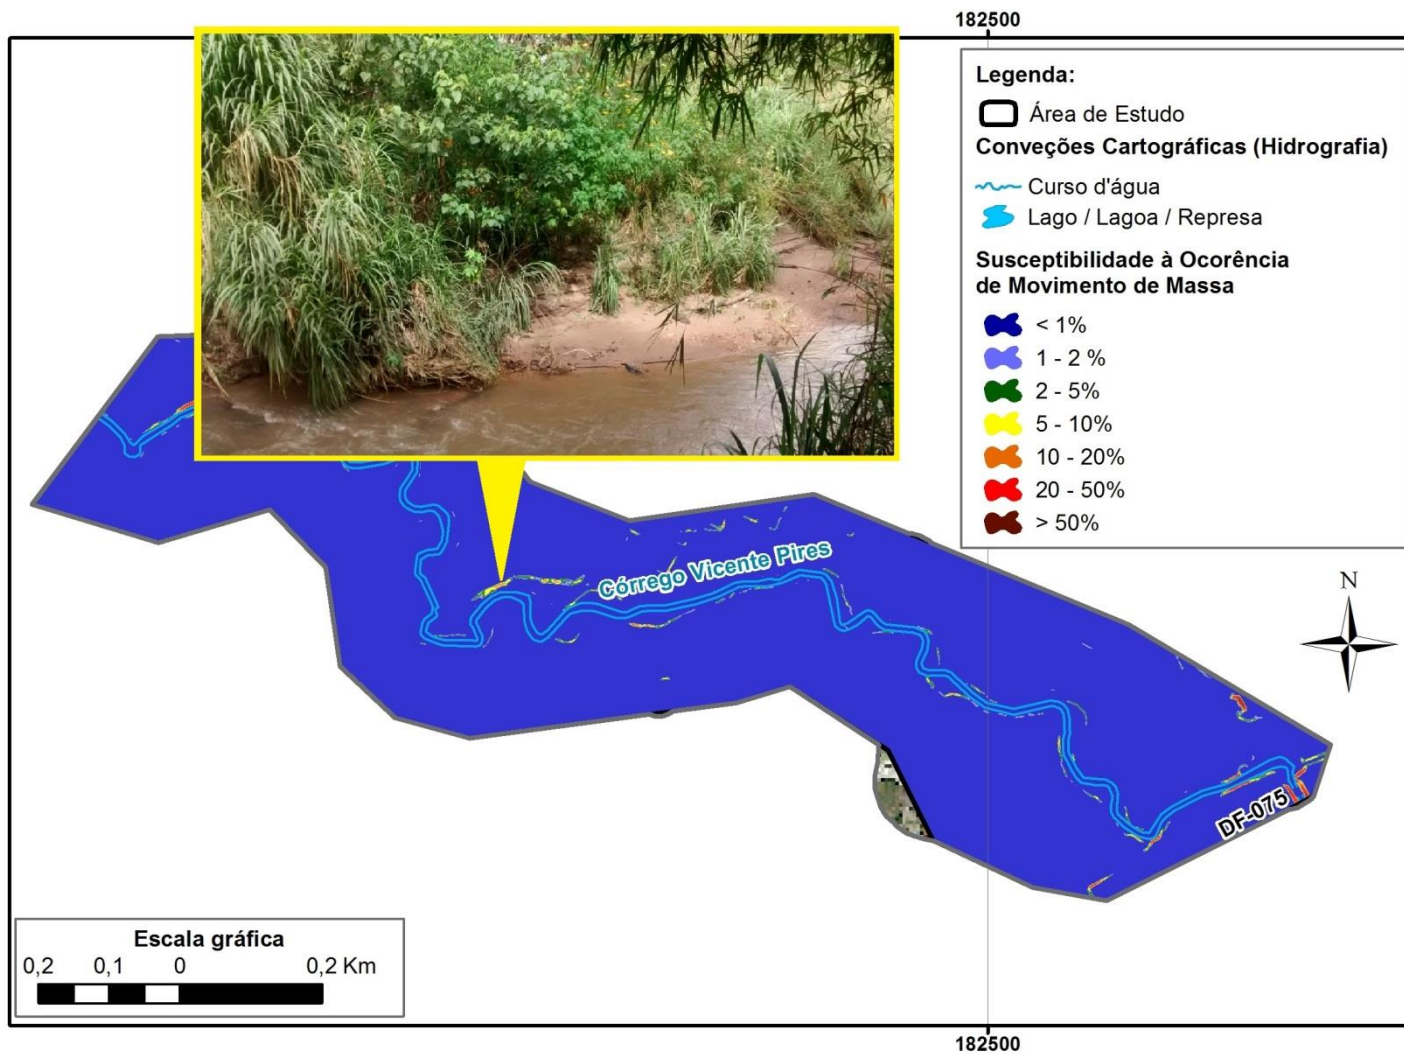 182500
Legenda:
Área de Estudo
Conveções Cartográficas (Hidrografia)
Curso d'água
Lago / Lagoa / Represa
Susceptibilidade à Ocorência
de Movimento de Massa
< 1%
1 - 2 %
2 - 5%
5 - 10%
10 - 20%
20 - 50%
> 50%
N
Córrego Vicente Pires
DF-075
Escala gráfica
0,2 0,1 0 0,2 Km
182500